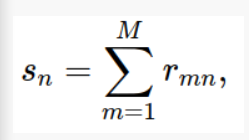 $s_n = \sum_{m=1}^{M} r_{mn},$